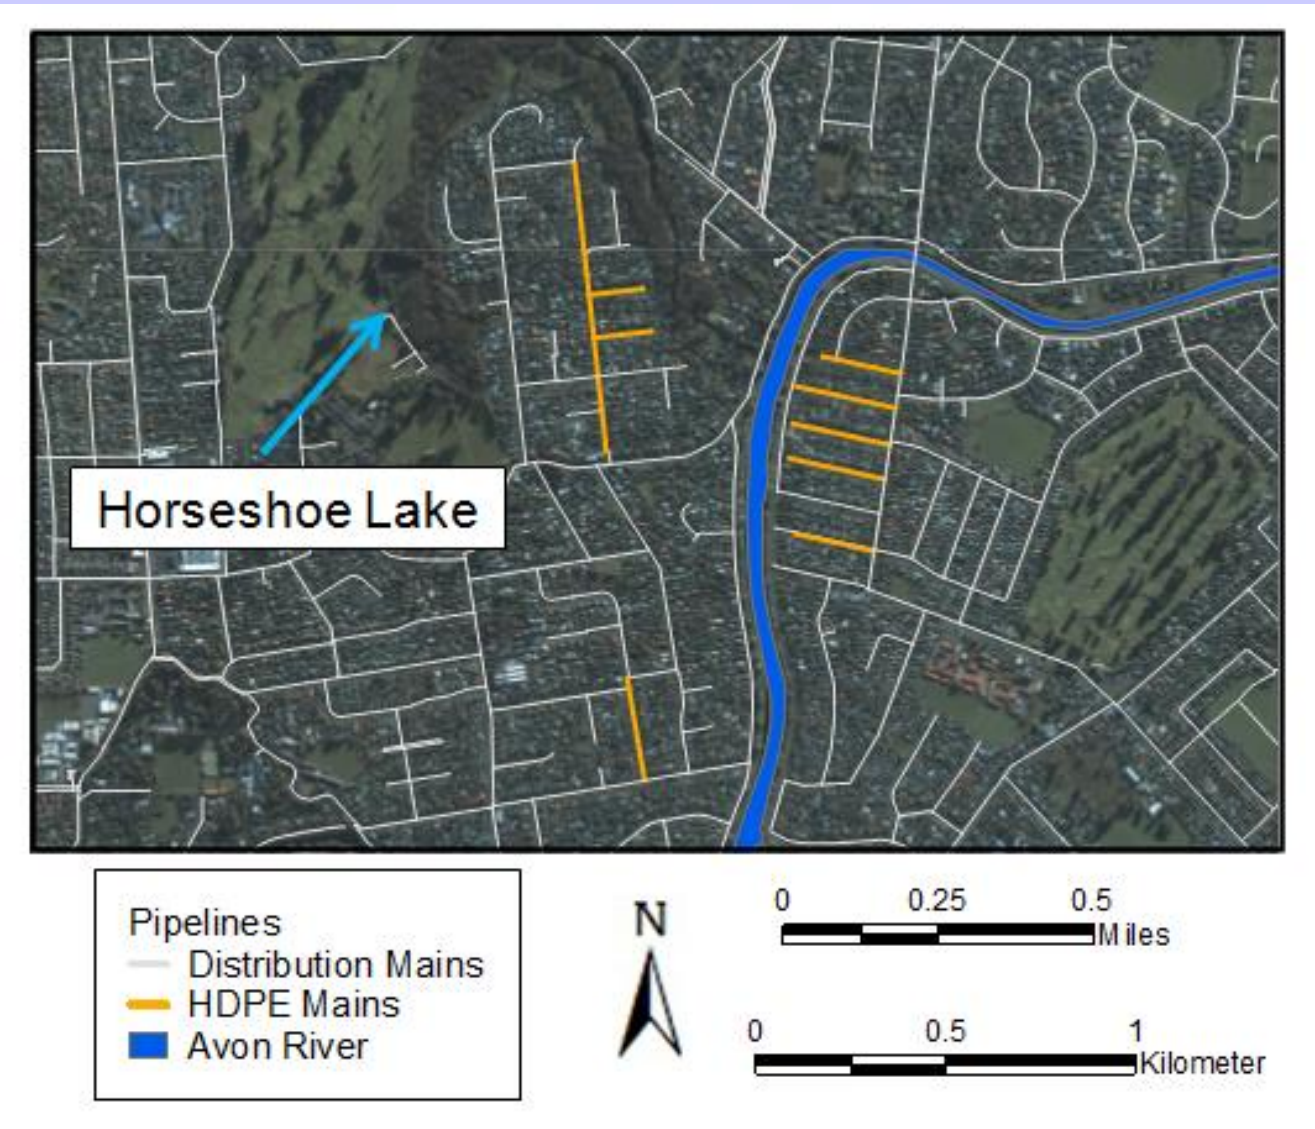 Horseshoe Lake
Pipelines
Distribution Mains
HDPE Mains
Avon River
N
0 0.25 0.5
Miles
0 0.5 1
Kilometer